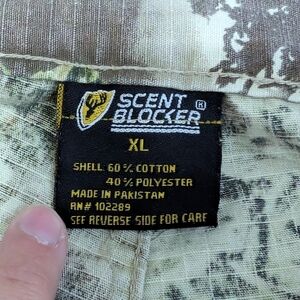 SCENT
BLOCKER ®
XL
SHELL: 60 % COTTON
40 % POLYESTER
MADE IN PAKISTAN
RN# 102289
SEE REVERSE SIDE FOR CARE